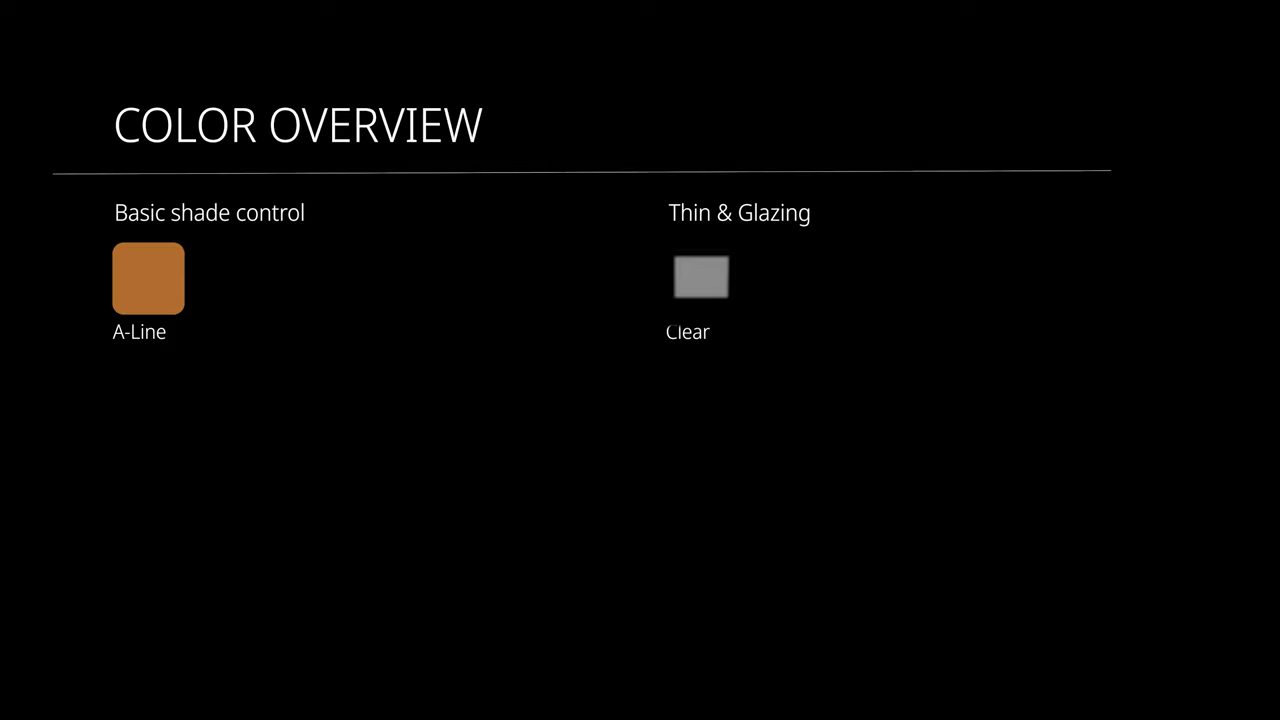 COLOR OVERVIEW
Basic shade control
Thin & Glazing
A-Line
Clear